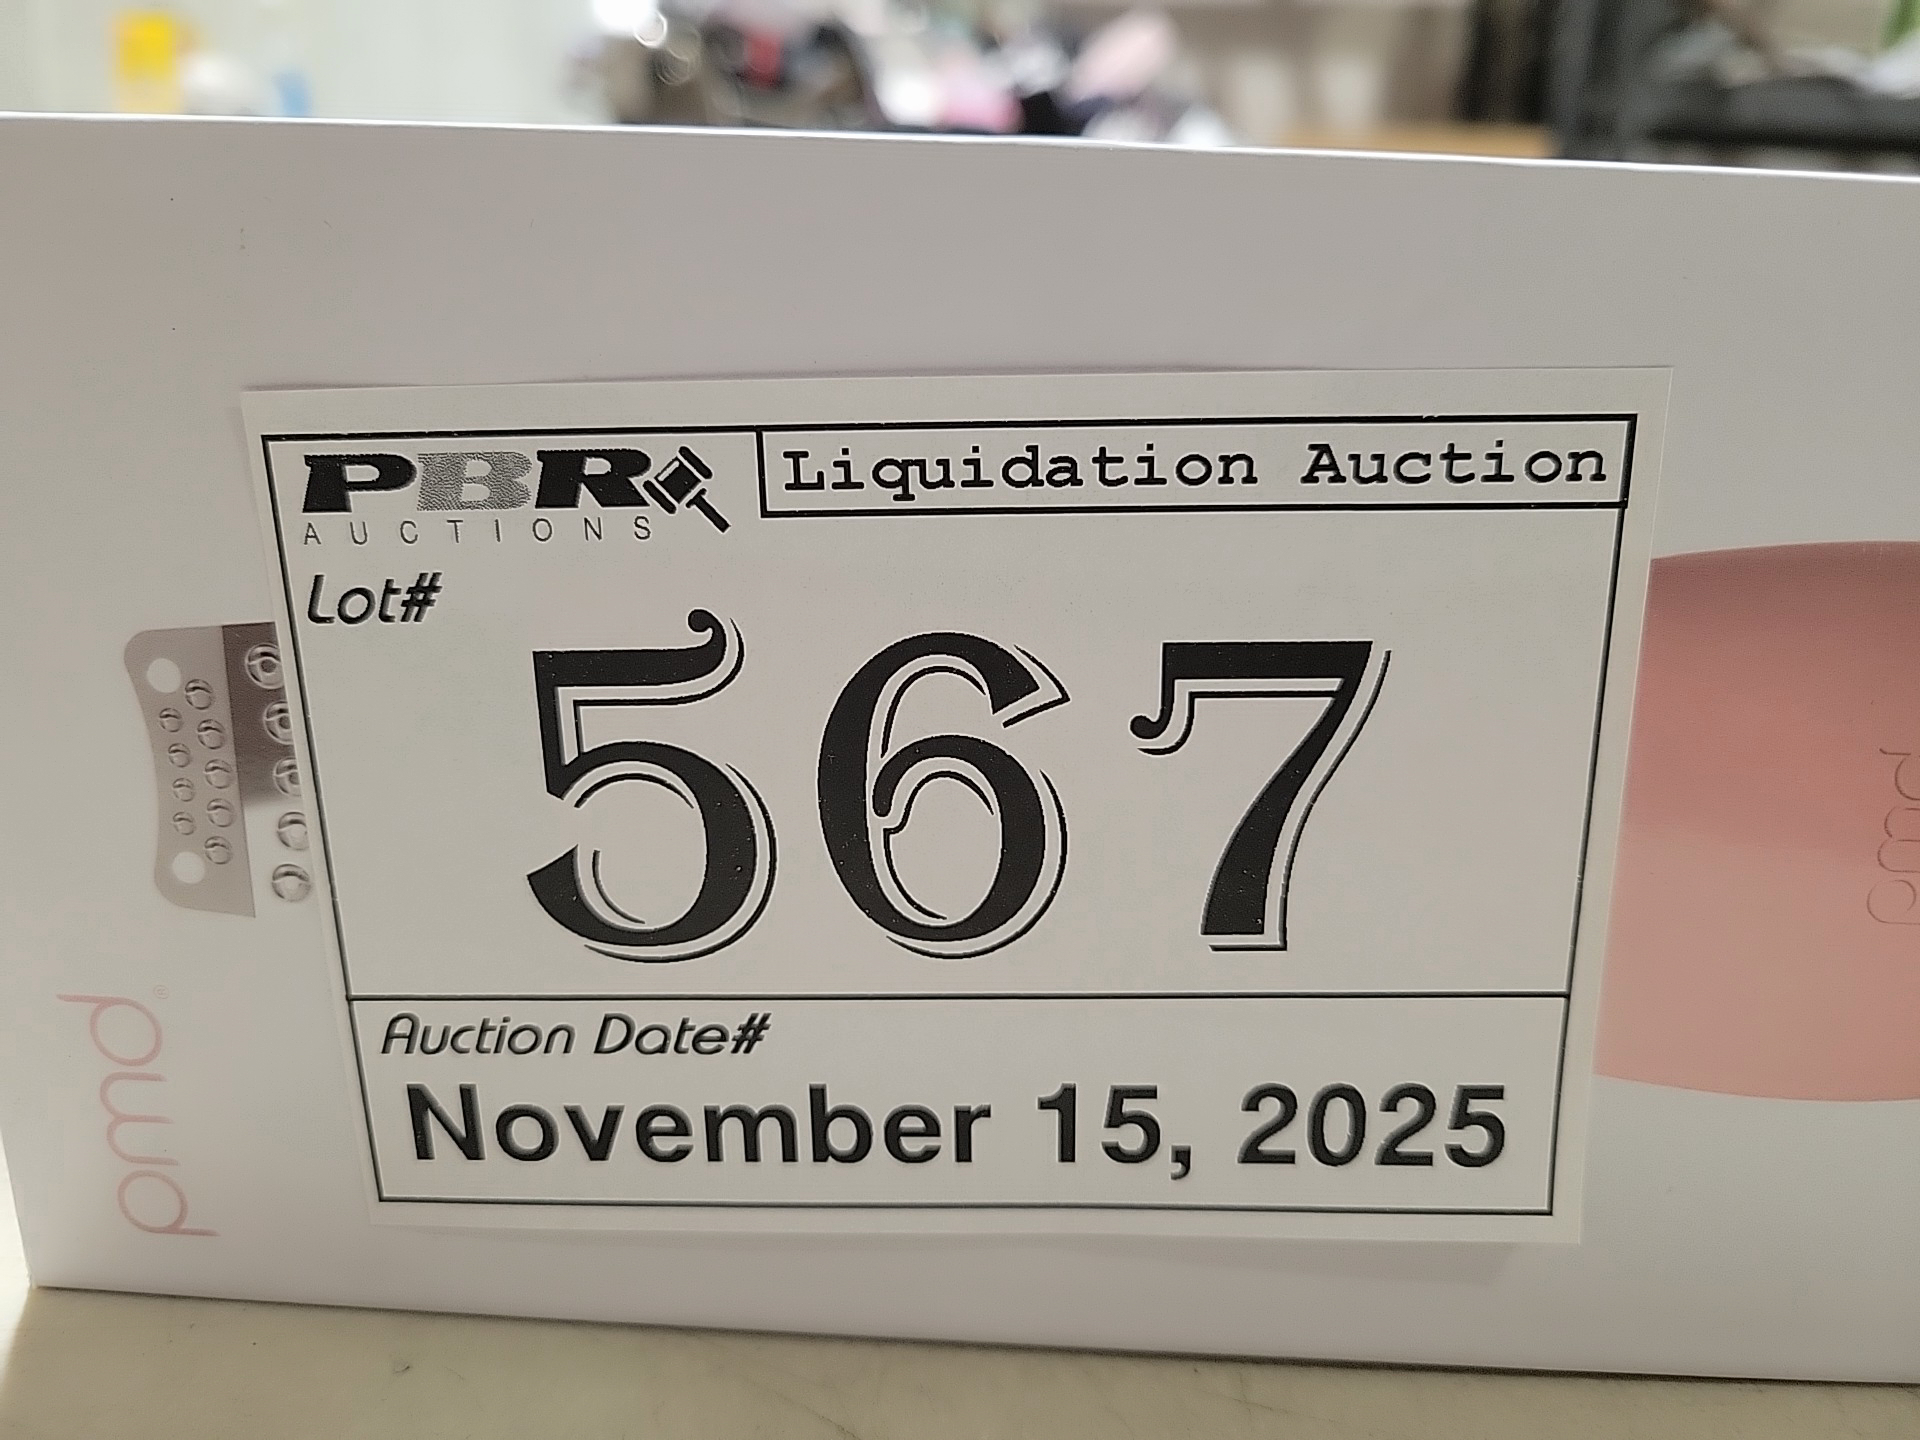 PBR
AUCTIONS
Liquidation Auction
Lot#
567
Auction Date#
November 15, 2025
pmd®
pmd